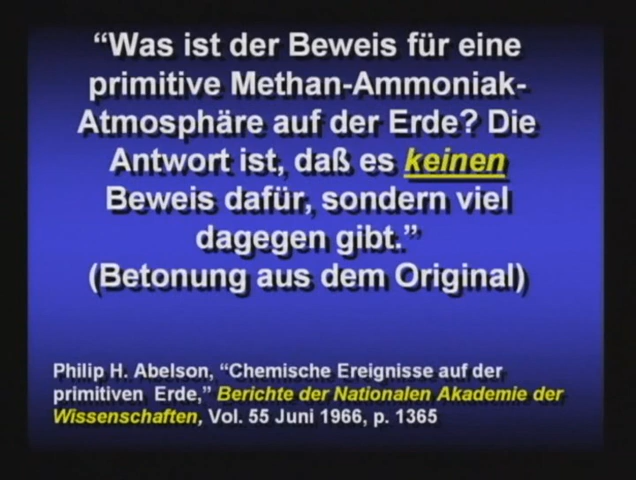 “Was ist der Beweis für eine
primitive Methan-Ammoniak-
Atmosphäre auf der Erde? Die
Antwort ist, daß es keinen
Beweis dafür, sondern viel
dagegen gibt.”
(Betonung aus dem Original)
Philip H. Abelson, “Chemische Ereignisse auf der
primitiven Erde,” Berichte der Nationalen Akademie der
Wissenschaften, Vol. 55 Juni 1966, p. 1365